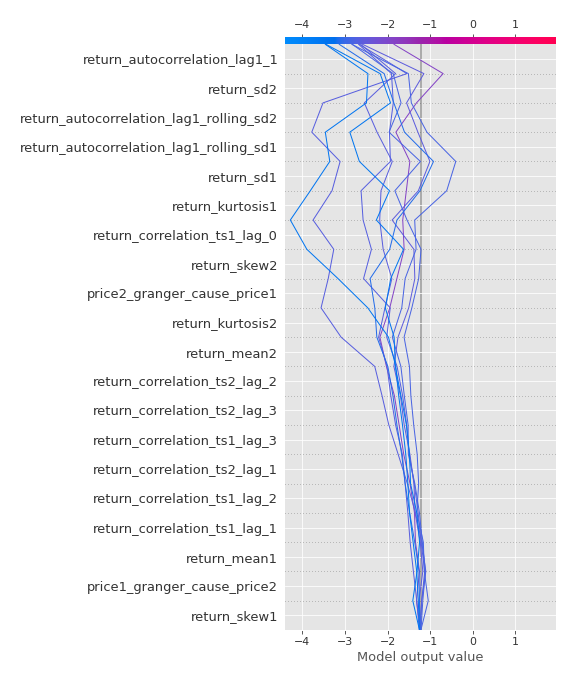 −4 −3 −2 −1 0 1
return_autocorrelation_lag1_1
return_sd2
return_autocorrelation_lag1_rolling_sd2
return_autocorrelation_lag1_rolling_sd1
return_sd1
return_kurtosis1
return_correlation_ts1_lag_0
return_skew2
price2_granger_cause_price1
return_kurtosis2
return_mean2
return_correlation_ts2_lag_2
return_correlation_ts2_lag_3
return_correlation_ts1_lag_3
return_correlation_ts2_lag_1
return_correlation_ts1_lag_2
return_correlation_ts1_lag_1
return_mean1
price1_granger_cause_price2
return_skew1
−4 −3 −2 −1 0 1
Model output value